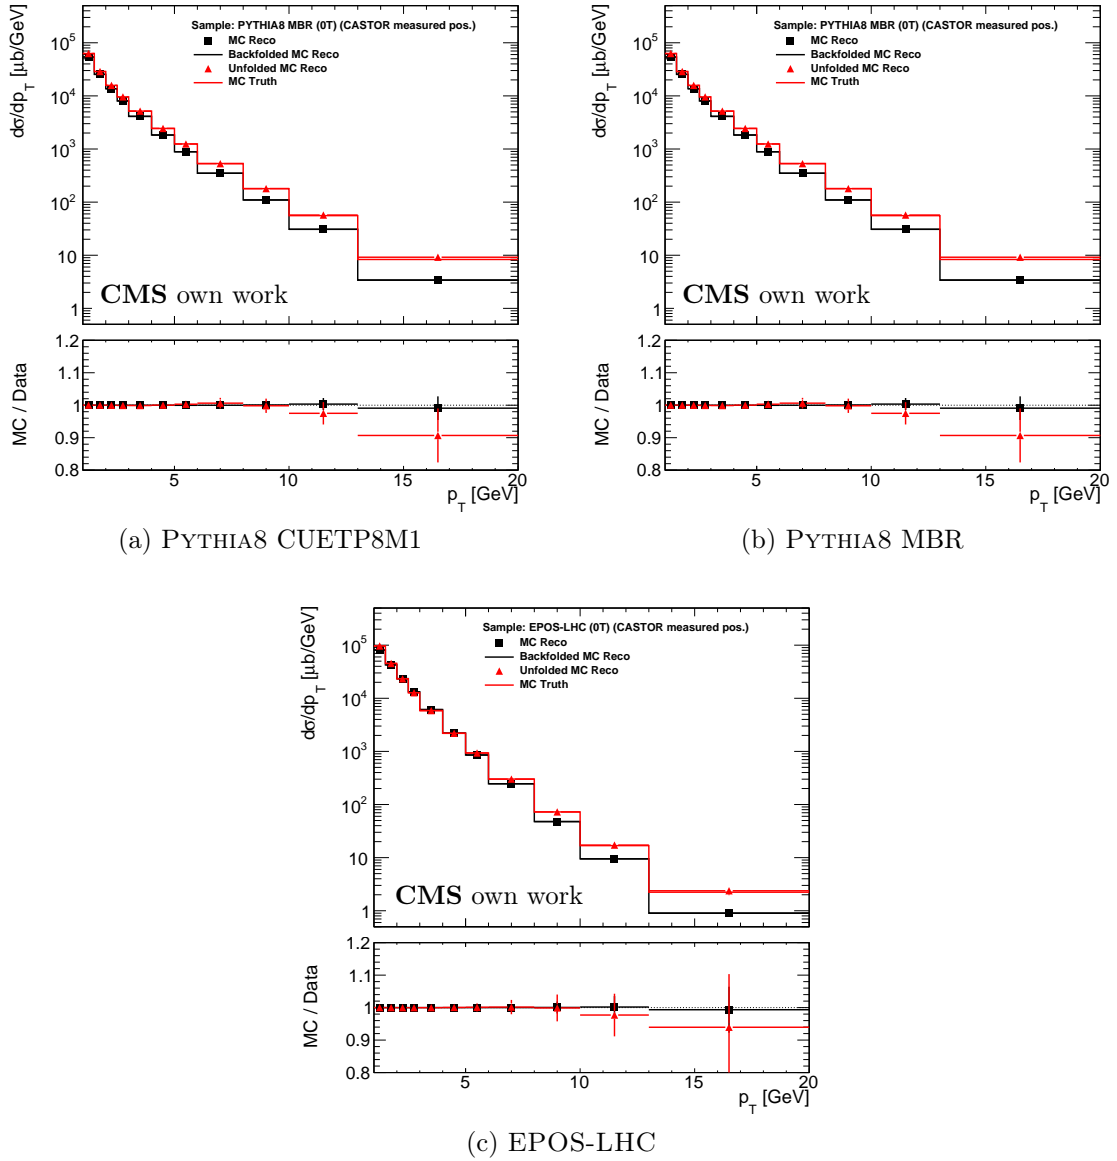 Sample: PYTHIA8 MBR (0T) (CASTOR measured pos.)
MC Reco
Backfolded MC Reco
Unfolded MC Reco
MC Truth
dσ/dp_T [μb/GeV]
10^5
10^4
10^3
10^2
10
1
CMS own work
MC / Data
1.2
1.1
1
0.9
0.8
5
10
15
20
p_T [GeV]
(a) PYTHIA8 CUETP8M1
Sample: PYTHIA8 MBR (0T) (CASTOR measured pos.)
MC Reco
Backfolded MC Reco
Unfolded MC Reco
MC Truth
dσ/dp_T [μb/GeV]
10^5
10^4
10^3
10^2
10
1
CMS own work
MC / Data
1.2
1.1
1
0.9
0.8
5
10
15
20
p_T [GeV]
(b) PYTHIA8 MBR
Sample: EPOS-LHC (0T) (CASTOR measured pos.)
MC Reco
Backfolded MC Reco
Unfolded MC Reco
MC Truth
dσ/dp_T [μb/GeV]
10^5
10^4
10^3
10^2
10
1
CMS own work
MC / Data
1.2
1.1
1
0.9
0.8
5
10
15
20
p_T [GeV]
(c) EPOS-LHC